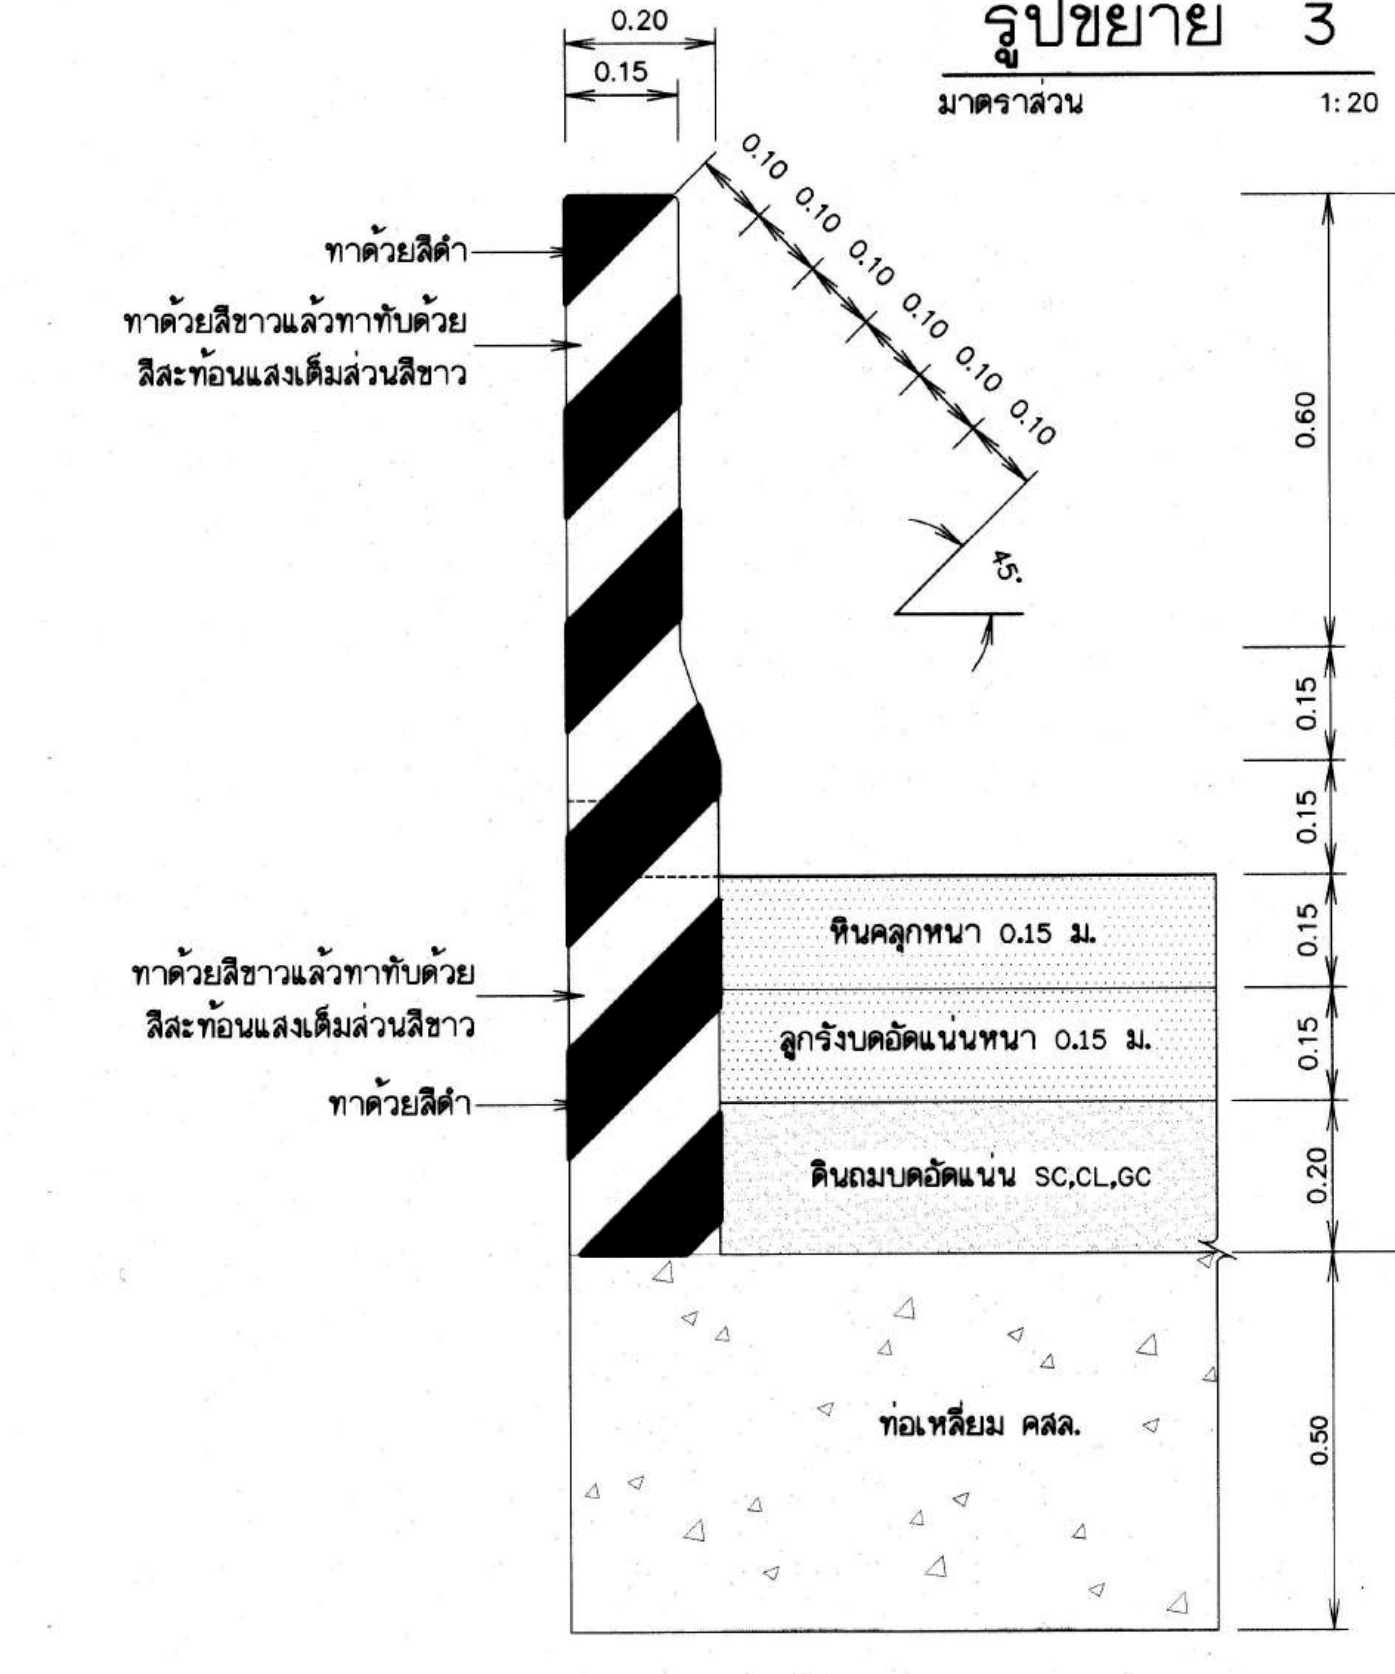 รูปขยาย 3
มาตราส่วน 1:20
0.20
0.15
0.10 0.10 0.10 0.10 0.10 0.10
ทาด้วยสีดำ
ทาด้วยสีขาวแล้วทาทับด้วย
สีสะท้อนแสงเต็มส่วนสีขาว
45°
0.60
0.15
0.15
0.15
0.15
0.20
0.50
หินคลุกหนา 0.15 ม.
ลูกรังบดอัดแน่นหนา 0.15 ม.
ทาด้วยสีขาวแล้วทาทับด้วย
สีสะท้อนแสงเต็มส่วนสีขาว
ทาด้วยสีดำ
ดินถมบดอัดแน่น SC,CL,GC
ท่อเหลี่ยม คสล.